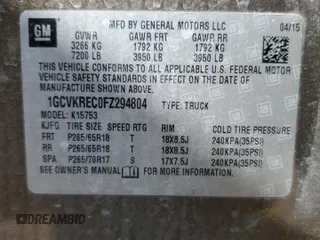 GM
MFD BY GENERAL MOTORS LLC 04/15
GVWR GAWR FRT GAWR RR
3266 KG 1792 KG 1792 KG
7200 LB 3950 LB 3950 LB
THIS VEHICLE CONFORMS TO ALL APPLICABLE U.S. FEDERAL MOTOR VEHICLE SAFETY STANDARDS IN EFFECT ON THE DATE OF MANUFACTURE SHOWN ABOVE.
1GCVKREC0FZ294804 TYPE: TRUCK
MODEL: K15753
KJFG TIRE SIZE SPEED RTG RIM COLD TIRE PRESSURE
FRT P265/65R18 T 18X8.5J 240KPA(35PSI)
RR P265/65R18 T 18X8.5J 240KPA(35PSI)
SPA P265/70R17 S 17X7.5J 240KPA(35PSI)
SEE OWNER'S MANUAL FOR ADDITIONAL INFORMATION.
DREAMBID